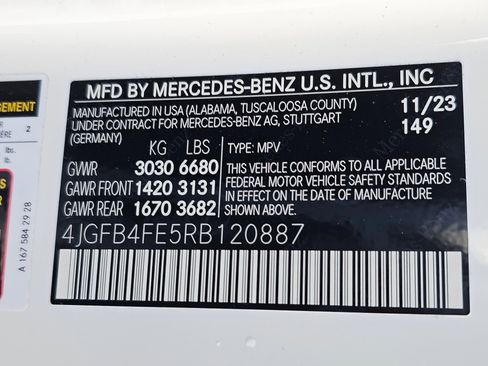 MFD BY MERCEDES-BENZ U.S. INTL., INC
MANUFACTURED IN USA (ALABAMA, TUSCALOOSA COUNTY) 11/23
UNDER CONTRACT FOR MERCEDES-BENZ AG, STUTTGART 149
(GERMANY)
KG LBS TYPE: MPV
GVWR 3030 6680 THIS VEHICLE CONFORMS TO ALL APPLICABLE
GAWR FRONT 1420 3131 FEDERAL MOTOR VEHICLE SAFETY STANDARDS
GAWR REAR 1670 3682 IN EFFECT ON THE DATE OF MANUFACTURE
SHOWN ABOVE.
4JGFB4FE5RB120887
A 167 584 29 28
2
lbs.
lbs.